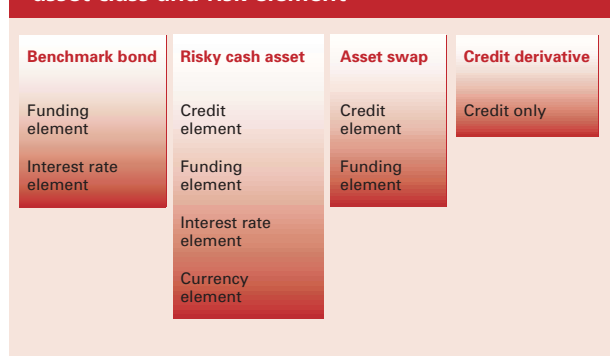 asset class and risk element
Benchmark bond
Funding
element
Interest rate
element
Risky cash asset
Credit
element
Funding
element
Interest rate
element
Currency
element
Asset swap
Credit
element
Funding
element
Credit derivative
Credit only